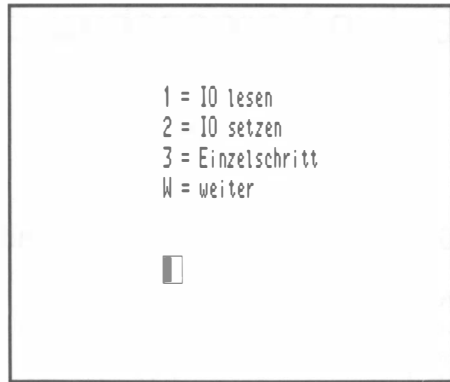 1 = IO lesen
2 = IO setzen
3 = Einzelschritt
W = weiter